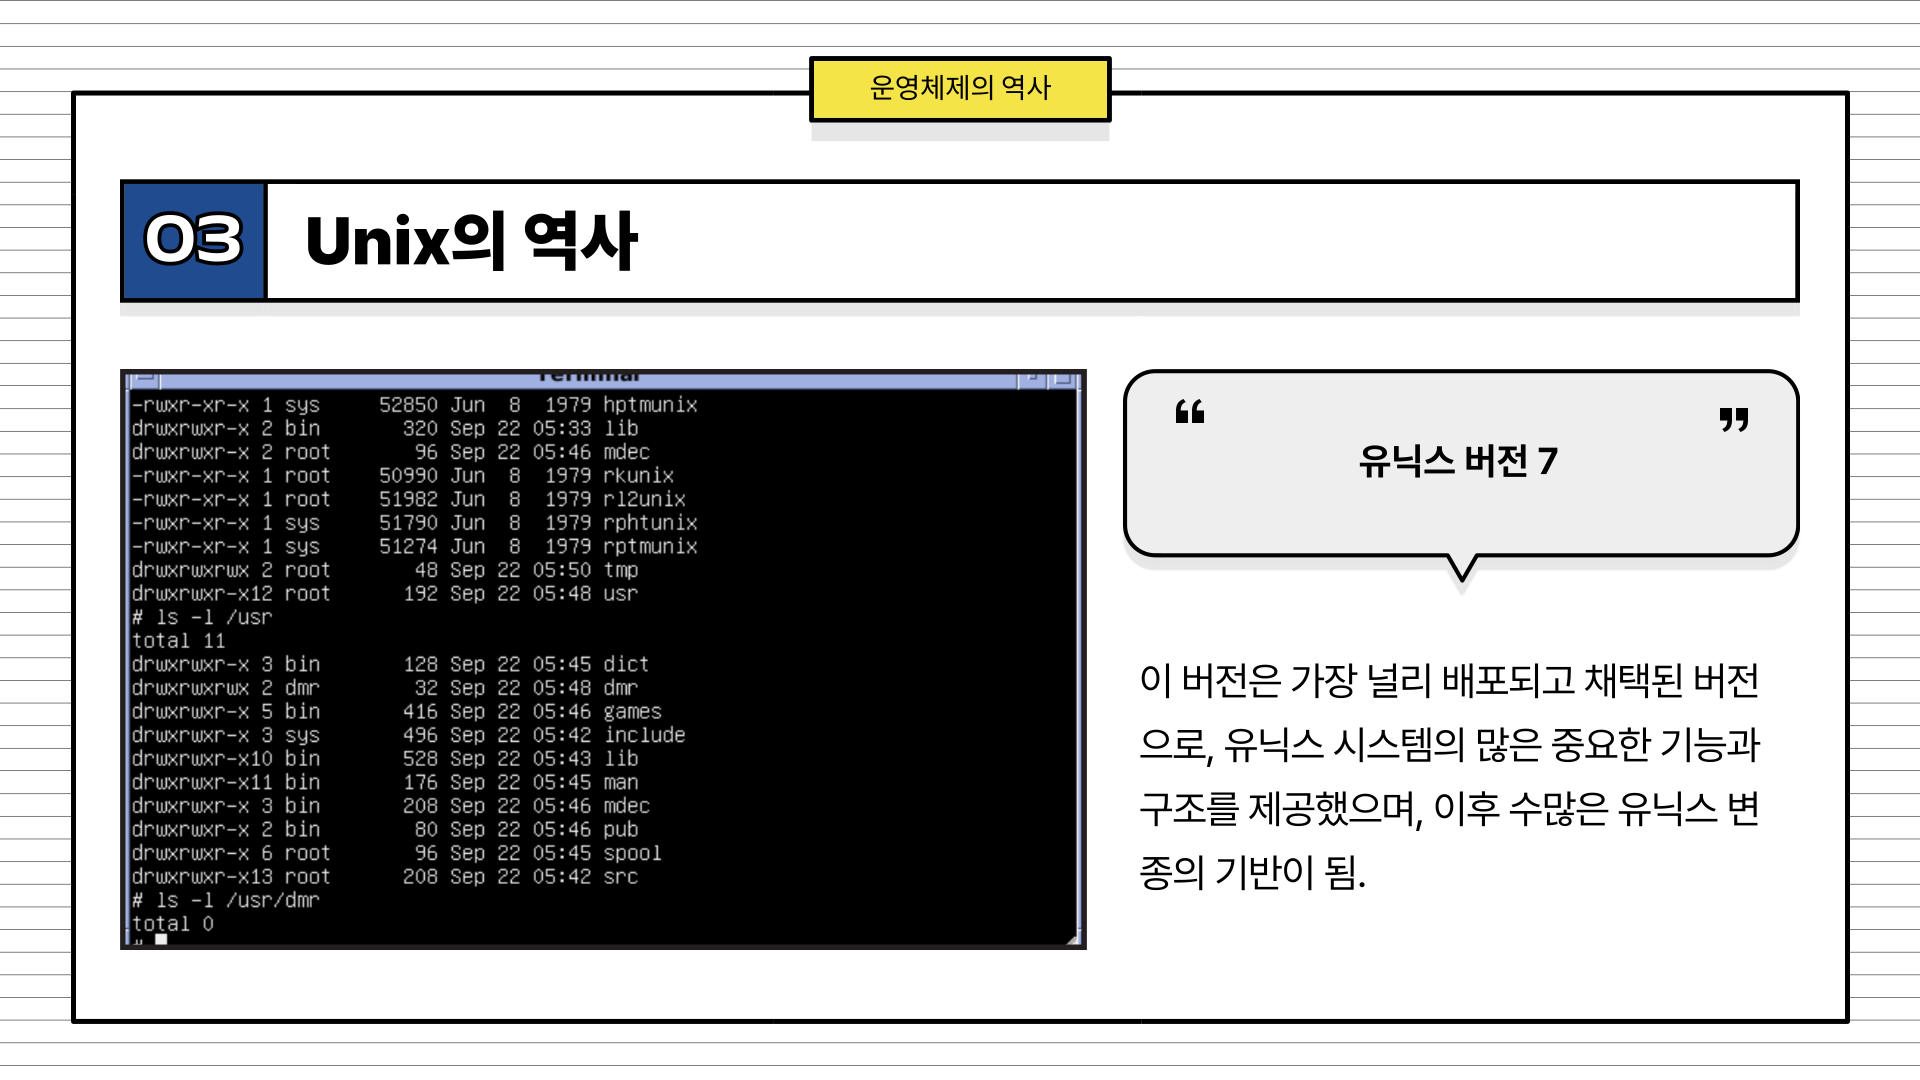 운영체제의 역사
03
Unix의 역사
Terminal
-rwxr-xr-x 1 sys     52850 Jun  8  1979 hptmunix
drwxrwxr-x 2 bin       320 Sep 22 05:33 lib
drwxrwxr-x 2 root       96 Sep 22 05:46 mdec
-rwxr-xr-x 1 root    50990 Jun  8  1979 rkunix
-rwxr-xr-x 1 root    51982 Jun  8  1979 rl2unix
-rwxr-xr-x 1 sys     51790 Jun  8  1979 rphtunix
-rwxr-xr-x 1 sys     51274 Jun  8  1979 rptmunix
drwxrwxrwx 2 root       48 Sep 22 05:50 tmp
drwxrwxr-x12 root      192 Sep 22 05:48 usr
# ls -l /usr
total 11
drwxrwxr-x 3 bin       128 Sep 22 05:45 dict
drwxrwxrwx 2 dmr        32 Sep 22 05:48 dmr
drwxrwxr-x 5 bin       416 Sep 22 05:46 games
drwxrwxr-x 3 sys       496 Sep 22 05:42 include
drwxrwxr-x10 bin       528 Sep 22 05:43 lib
drwxrwxr-x11 bin       176 Sep 22 05:45 man
drwxrwxr-x 3 bin       208 Sep 22 05:46 mdec
drwxrwxr-x 2 bin        80 Sep 22 05:46 pub
drwxrwxr-x 6 root       96 Sep 22 05:45 spool
drwxrwxr-x13 root      208 Sep 22 05:42 src
# ls -l /usr/dmr
total 0
#
“ ”
유닉스 버전 7
이 버전은 가장 널리 배포되고 채택된 버전
으로, 유닉스 시스템의 많은 중요한 기능과
구조를 제공했으며, 이후 수많은 유닉스 변
종의 기반이 됨.